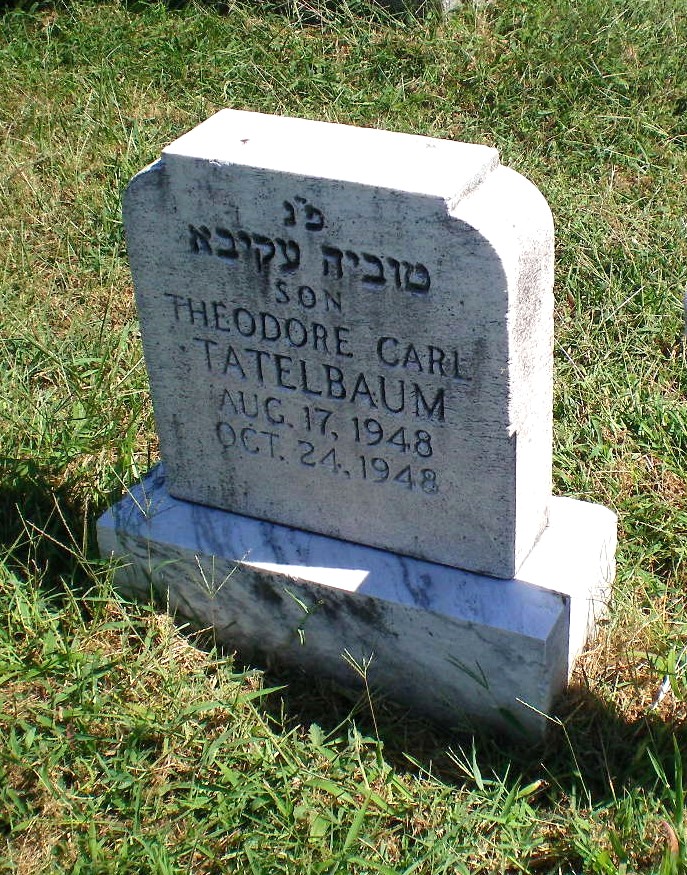 פ״נ
טוביה עקיבא
SON
THEODORE CARL
TATELBAUM
AUG. 17, 1948
OCT. 24, 1948